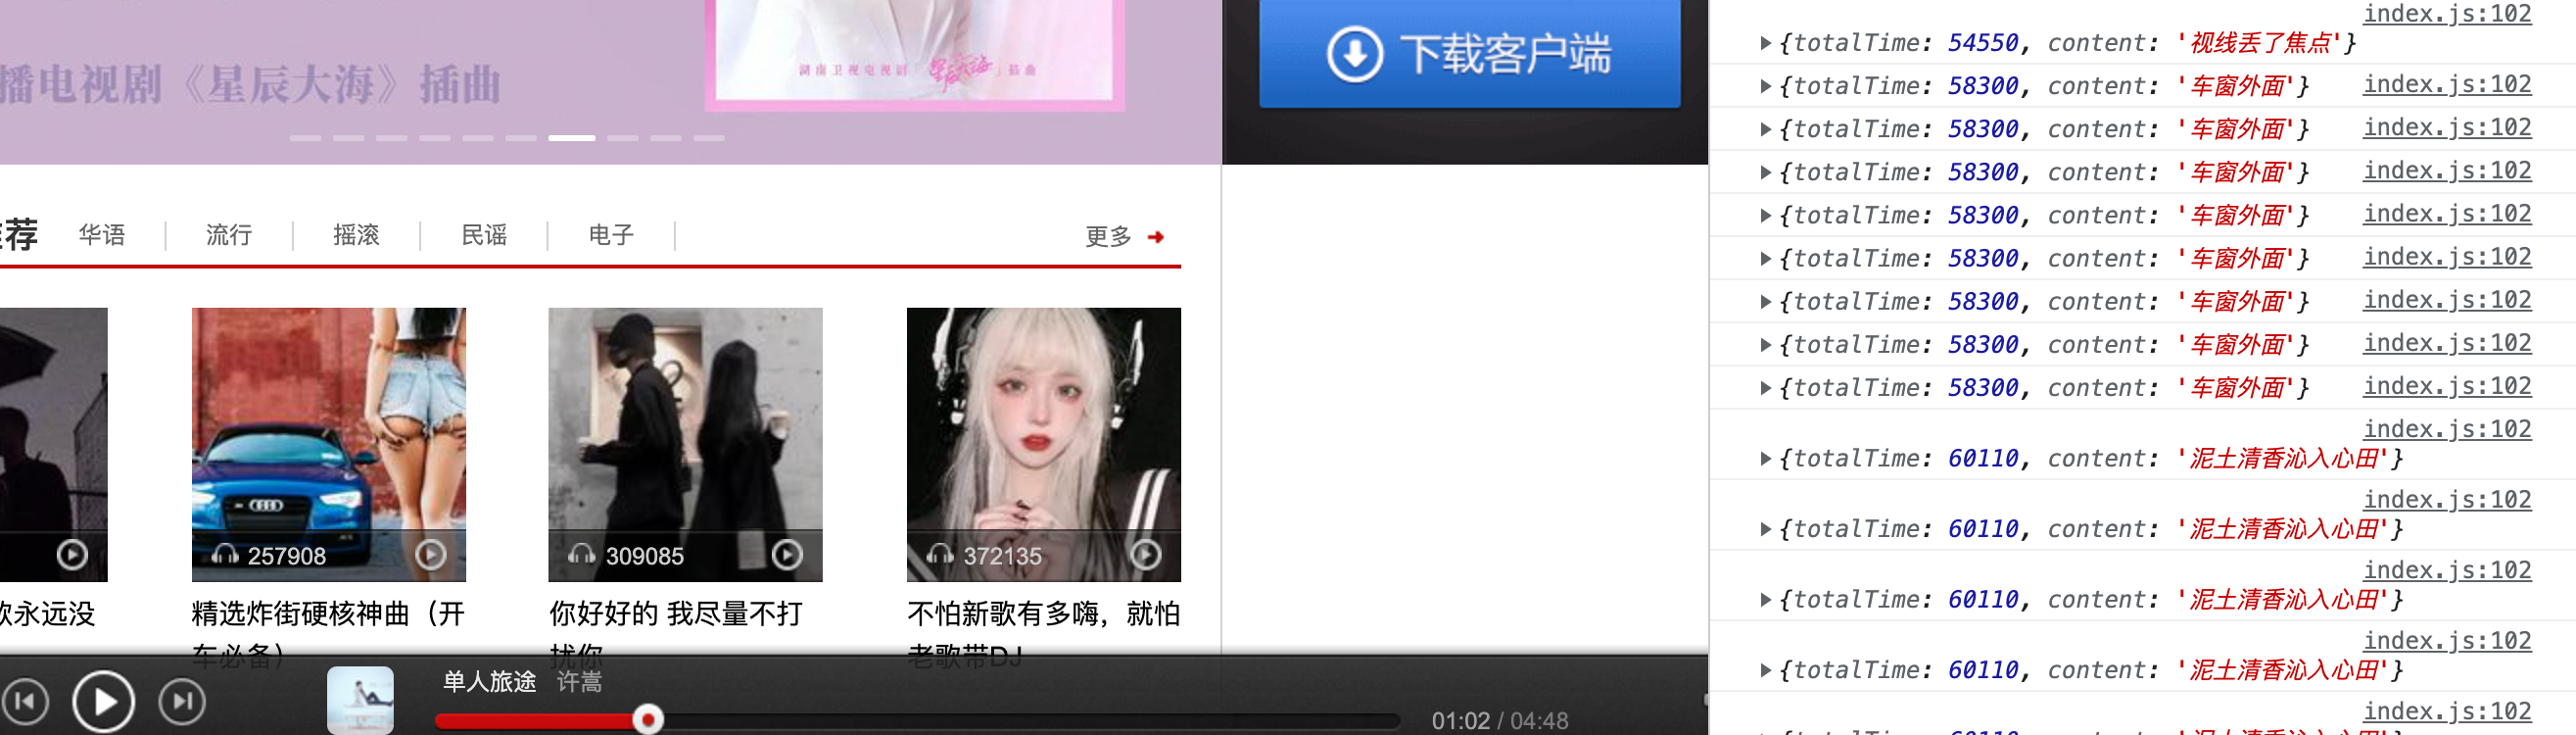 播电视剧《星辰大海》插曲
湖南卫视电视剧「星辰大海」插曲
下载客户端
荐
华语
流行
摇滚
民谣
电子
更多
257908
309085
372135
欢永远没
精选炸街硬核神曲（开
车必备）
你好好的 我尽量不打
扰你
不怕新歌有多嗨，就怕
老歌带DJ
单人旅途 许嵩
01:02 / 04:48
index.js:102
{totalTime: 54550, content: '视线丢了焦点'}
{totalTime: 58300, content: '车窗外面'} index.js:102
{totalTime: 58300, content: '车窗外面'} index.js:102
{totalTime: 58300, content: '车窗外面'} index.js:102
{totalTime: 58300, content: '车窗外面'} index.js:102
{totalTime: 58300, content: '车窗外面'} index.js:102
{totalTime: 58300, content: '车窗外面'} index.js:102
{totalTime: 58300, content: '车窗外面'} index.js:102
{totalTime: 58300, content: '车窗外面'} index.js:102
index.js:102
{totalTime: 60110, content: '泥土清香沁入心田'}
index.js:102
{totalTime: 60110, content: '泥土清香沁入心田'}
index.js:102
{totalTime: 60110, content: '泥土清香沁入心田'}
index.js:102
{totalTime: 60110, content: '泥土清香沁入心田'}
index.js:102